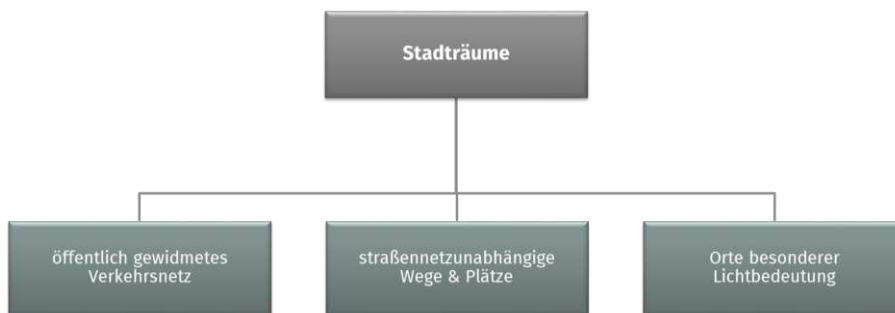 Stadträume
öffentlich gewidmetes
Verkehrsnetz
straßennetzunabhängige
Wege & Plätze
Orte besonderer
Lichtbedeutung